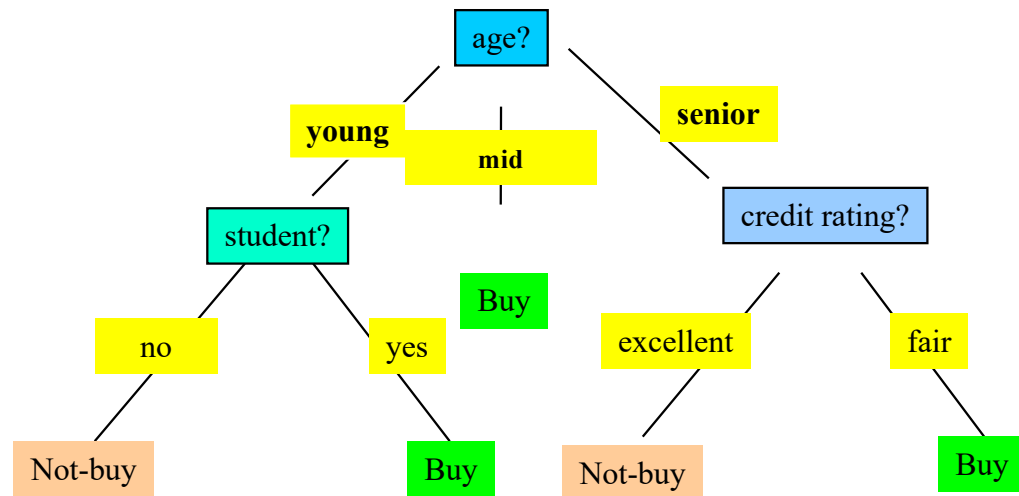 age?
young
mid
senior
student?
credit rating?
Buy
no
yes
excellent
fair
Not-buy
Buy
Not-buy
Buy